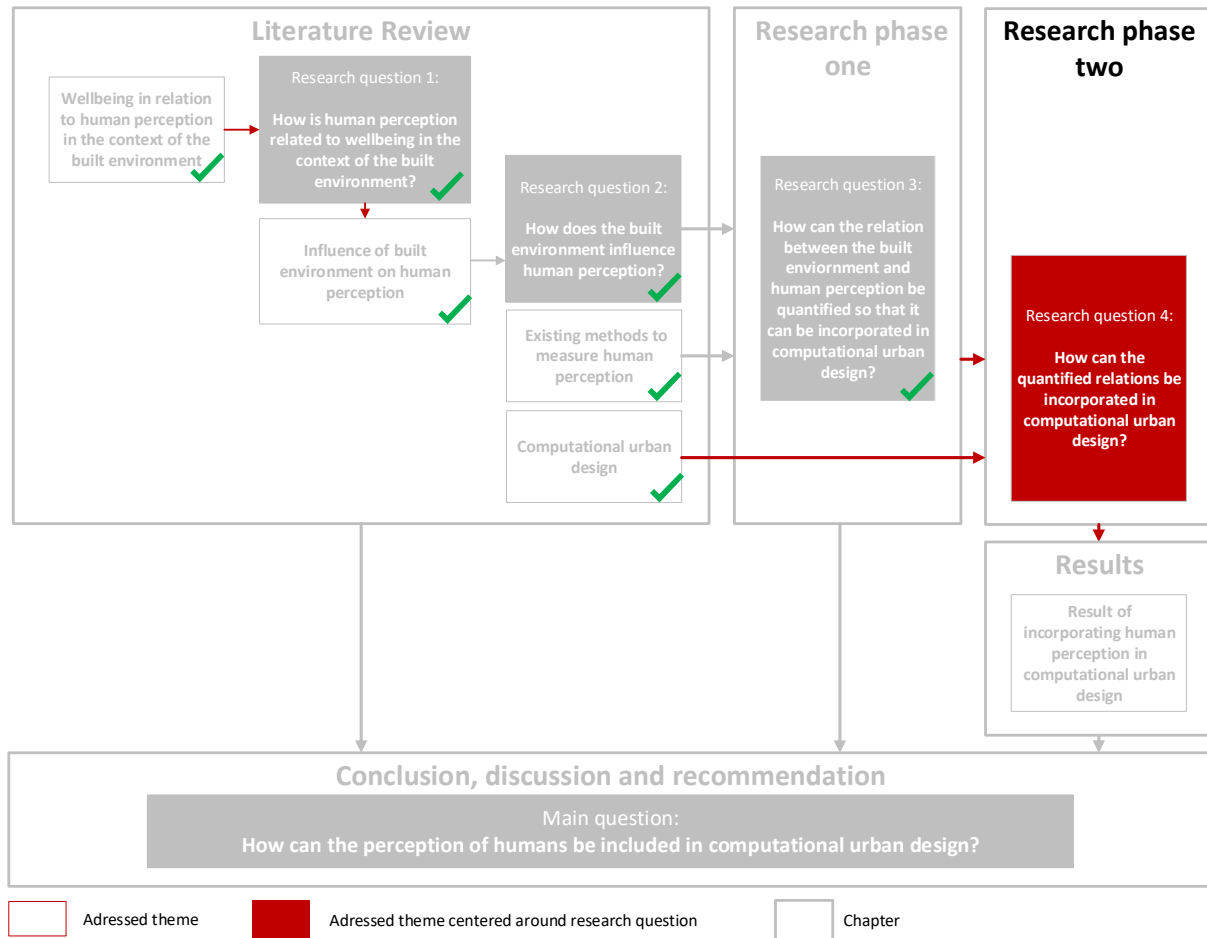 Literature Review
Wellbeing in relation
to human perception
in the context of the
built environment
Research question 1:
How is human perception
related to wellbeing in the
context of the built
environment?
Influence of built
environment on human
perception
Research question 2:
How does the built
environment influence
human perception?
Existing methods to
measure human
perception
Computational urban
design
Research phase
one
Research question 3:
How can the relation
between the built
enviornment and
human perception be
quantified so that it
can be incorporated in
computational urban
design?
Research phase
two
Research question 4:
How can the
quantified relations be
incorporated in
computational urban
design?
Results
Result of
incorporating human
perception in
computational urban
design
Conclusion, discussion and recommendation
Main question:
How can the perception of humans be included in computational urban design?
Adressed theme
Adressed theme centered around research question
Chapter